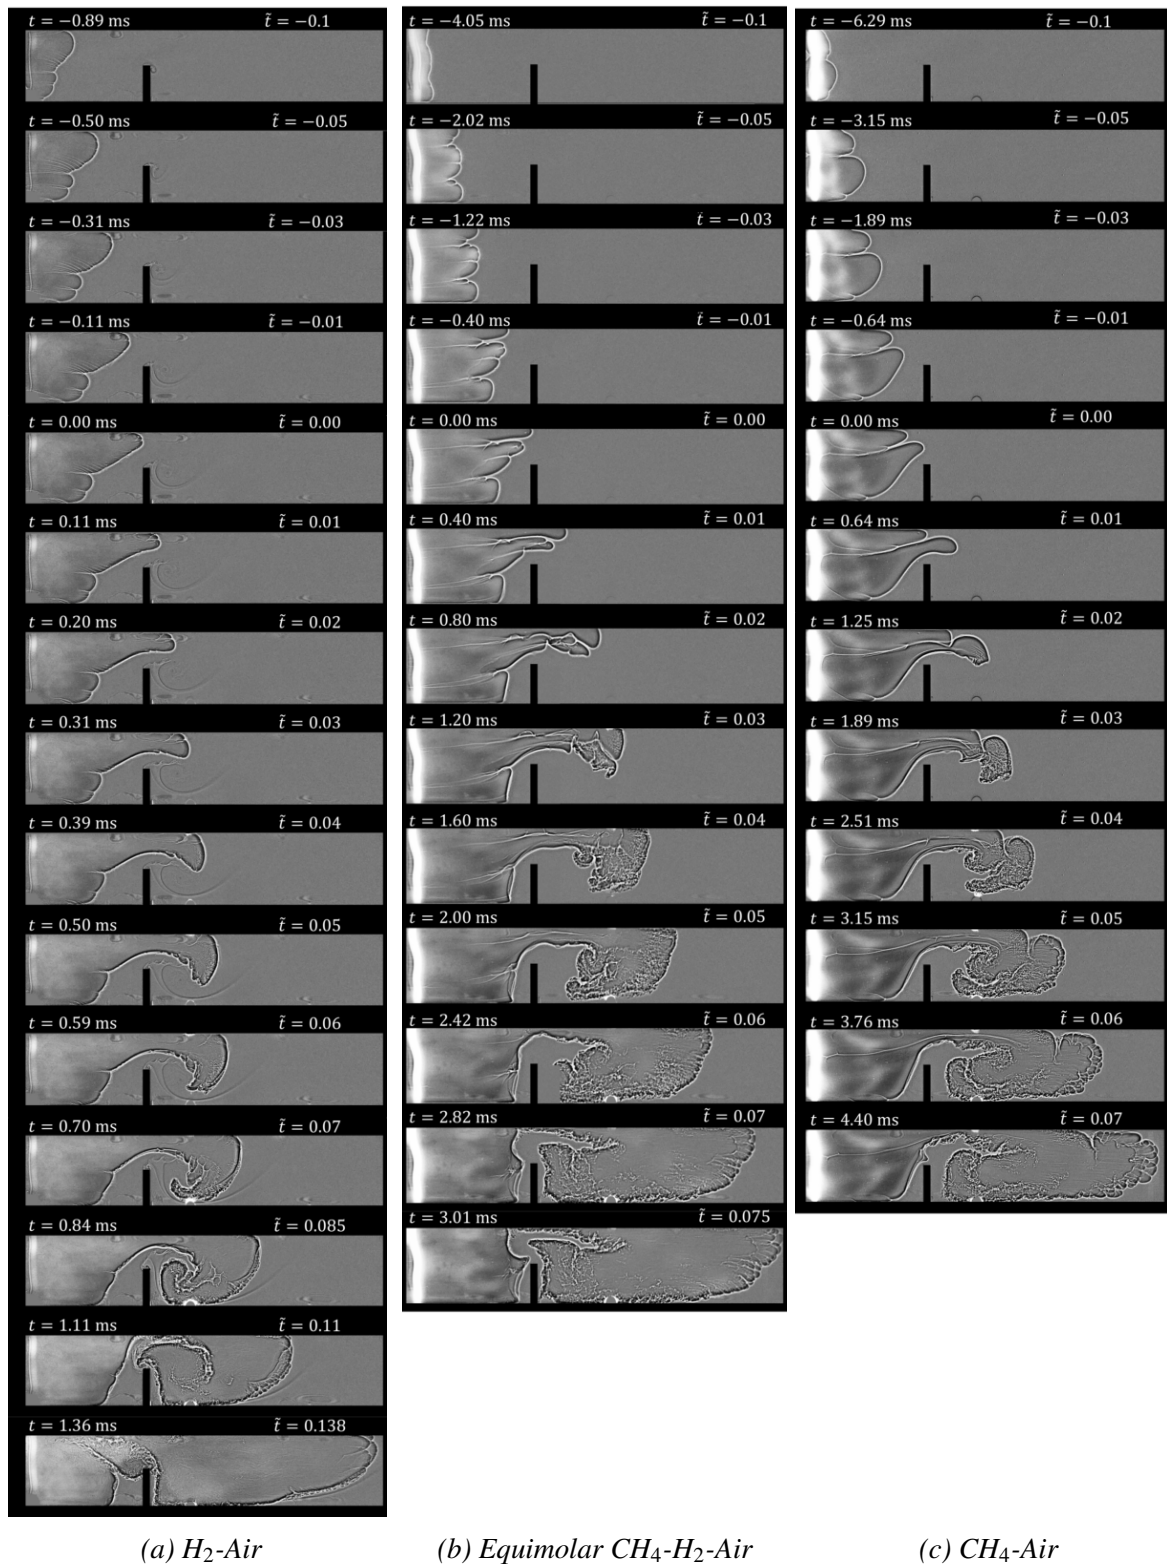 t = −0.89 ms t̃ = −0.1
t = −0.50 ms t̃ = −0.05
t = −0.31 ms t̃ = −0.03
t = −0.11 ms t̃ = −0.01
t = 0.00 ms t̃ = 0.00
t = 0.11 ms t̃ = 0.01
t = 0.20 ms t̃ = 0.02
t = 0.31 ms t̃ = 0.03
t = 0.39 ms t̃ = 0.04
t = 0.50 ms t̃ = 0.05
t = 0.59 ms t̃ = 0.06
t = 0.70 ms t̃ = 0.07
t = 0.84 ms t̃ = 0.085
t = 1.11 ms t̃ = 0.11
t = 1.36 ms t̃ = 0.138
(a) H₂-Air
t = −4.05 ms t̃ = −0.1
t = −2.02 ms t̃ = −0.05
t = −1.22 ms t̃ = −0.03
t = −0.40 ms t̃ = −0.01
t = 0.00 ms t̃ = 0.00
t = 0.40 ms t̃ = 0.01
t = 0.80 ms t̃ = 0.02
t = 1.20 ms t̃ = 0.03
t = 1.60 ms t̃ = 0.04
t = 2.00 ms t̃ = 0.05
t = 2.42 ms t̃ = 0.06
t = 2.82 ms t̃ = 0.07
t = 3.01 ms t̃ = 0.075
(b) Equimolar CH₄-H₂-Air
t = −6.29 ms t̃ = −0.1
t = −3.15 ms t̃ = −0.05
t = −1.89 ms t̃ = −0.03
t = −0.64 ms t̃ = −0.01
t = 0.00 ms t̃ = 0.00
t = 0.64 ms t̃ = 0.01
t = 1.25 ms t̃ = 0.02
t = 1.89 ms t̃ = 0.03
t = 2.51 ms t̃ = 0.04
t = 3.15 ms t̃ = 0.05
t = 3.76 ms t̃ = 0.06
t = 4.40 ms t̃ = 0.07
(c) CH₄-Air